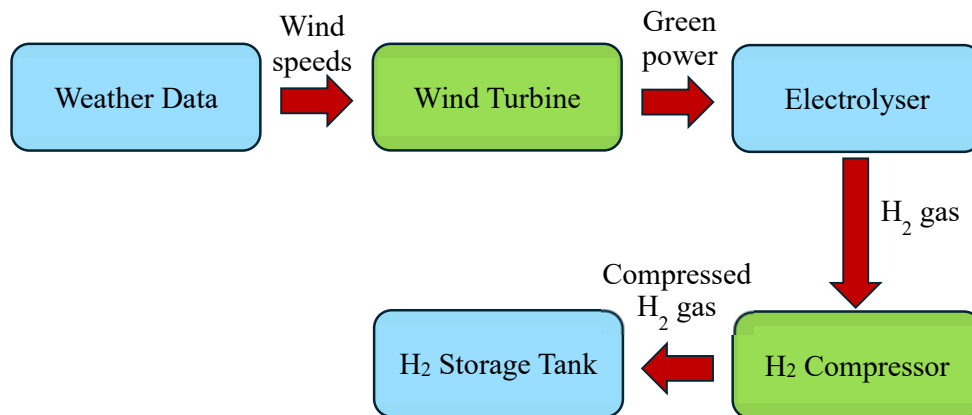 Wind
speeds
Green
power
Weather Data
Wind Turbine
Electrolyser
H₂ gas
Compressed
H₂ gas
H₂ Storage Tank
H₂ Compressor